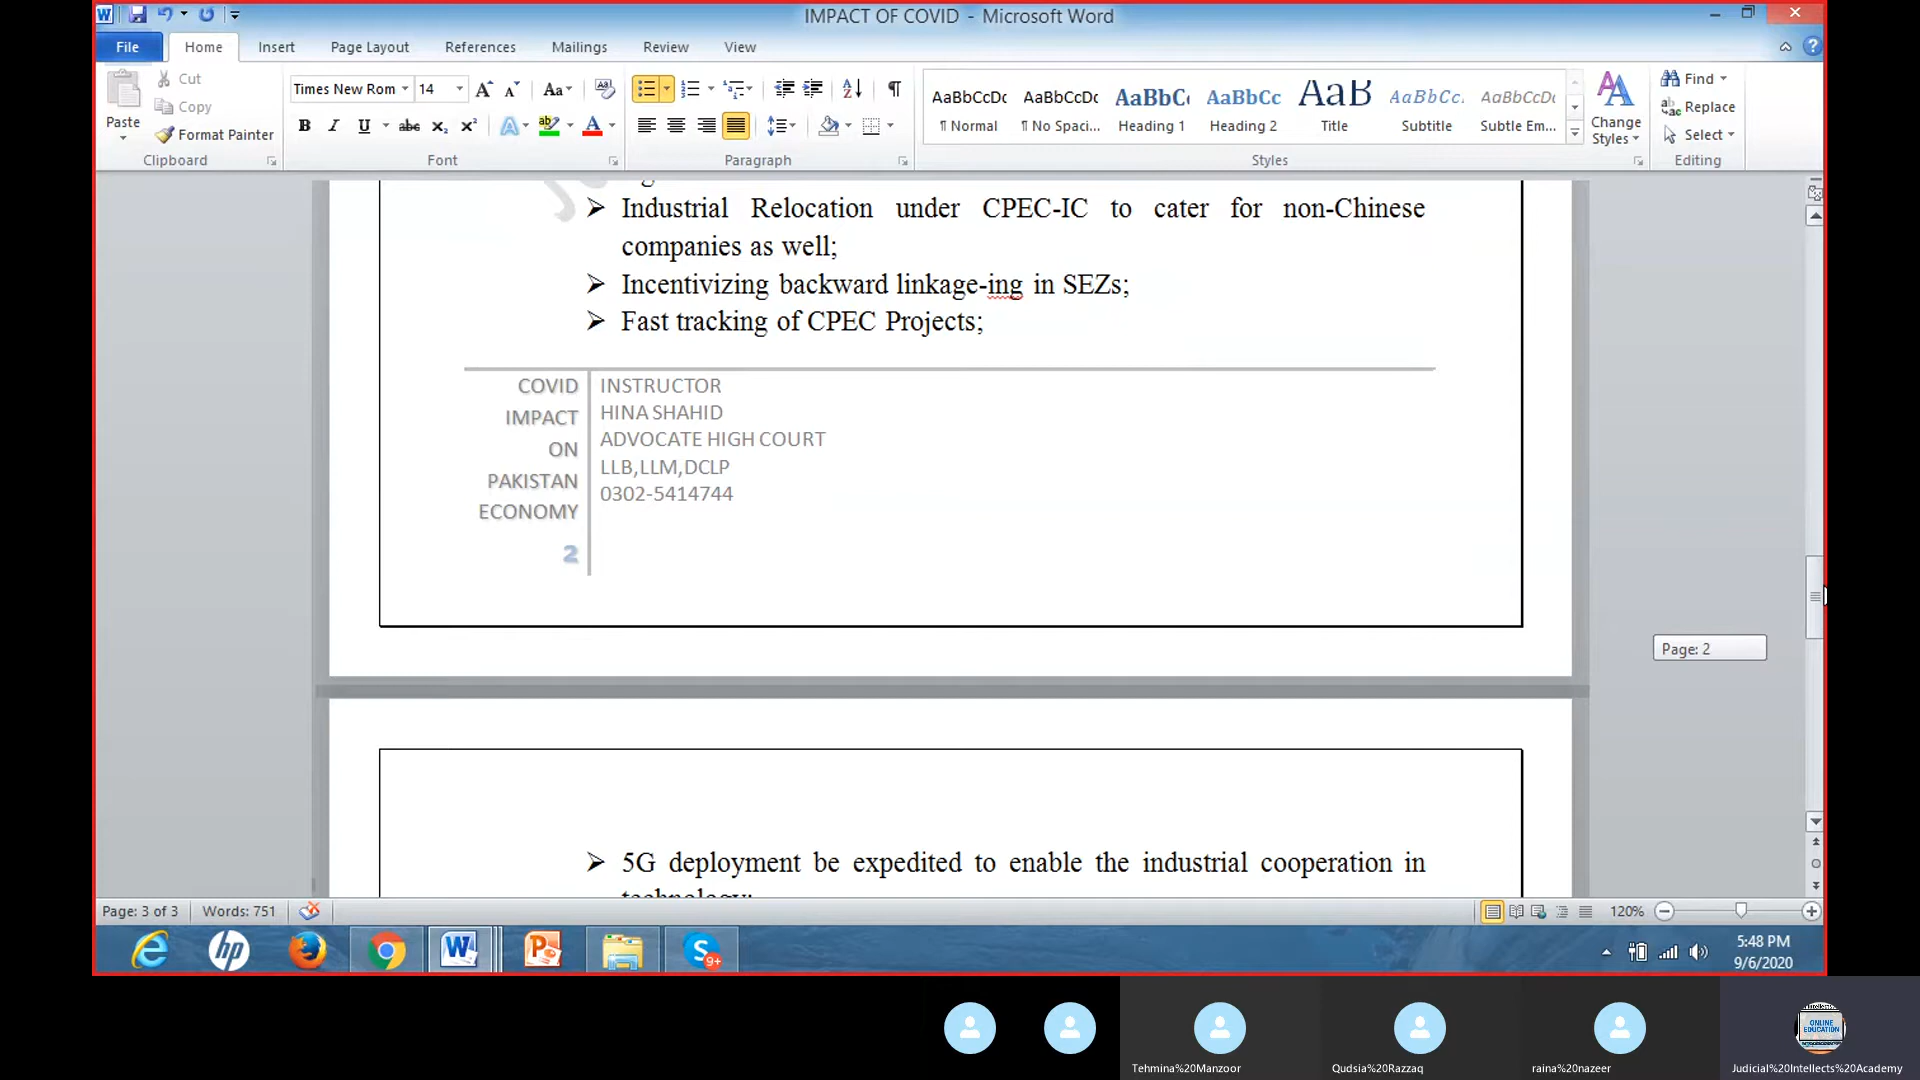 IMPACT OF COVID - Microsoft Word
File Home Insert Page Layout References Mailings Review View
Cut
Copy
Format Painter
Paste
Clipboard
Times New Rom 14
Font
Paragraph
AaBbCcDc AaBbCcDc AaBbC AaBbCc AaB AaBbCc. AaBbCcDc
¶ Normal ¶ No Spaci... Heading 1 Heading 2 Title Subtitle Subtle Em...
Styles
Change
Styles
Find
Replace
Select
Editing
Industrial Relocation under CPEC-IC to cater for non-Chinese
companies as well;
Incentivizing backward linkage-ing in SEZs;
Fast tracking of CPEC Projects;
COVID
IMPACT
ON
PAKISTAN
ECONOMY
2
INSTRUCTOR
HINA SHAHID
ADVOCATE HIGH COURT
LLB,LLM,DCLP
0302-5414744
Page: 2
5G deployment be expedited to enable the industrial cooperation in
technology;
Page: 3 of 3 Words: 751 120%
5:48 PM
9/6/2020
9+
ONLINE
EDUCATION
Tehmina%20Manzoor Qudsia%20Razzaq raina%20nazeer Judicial%20Intellects%20Academy